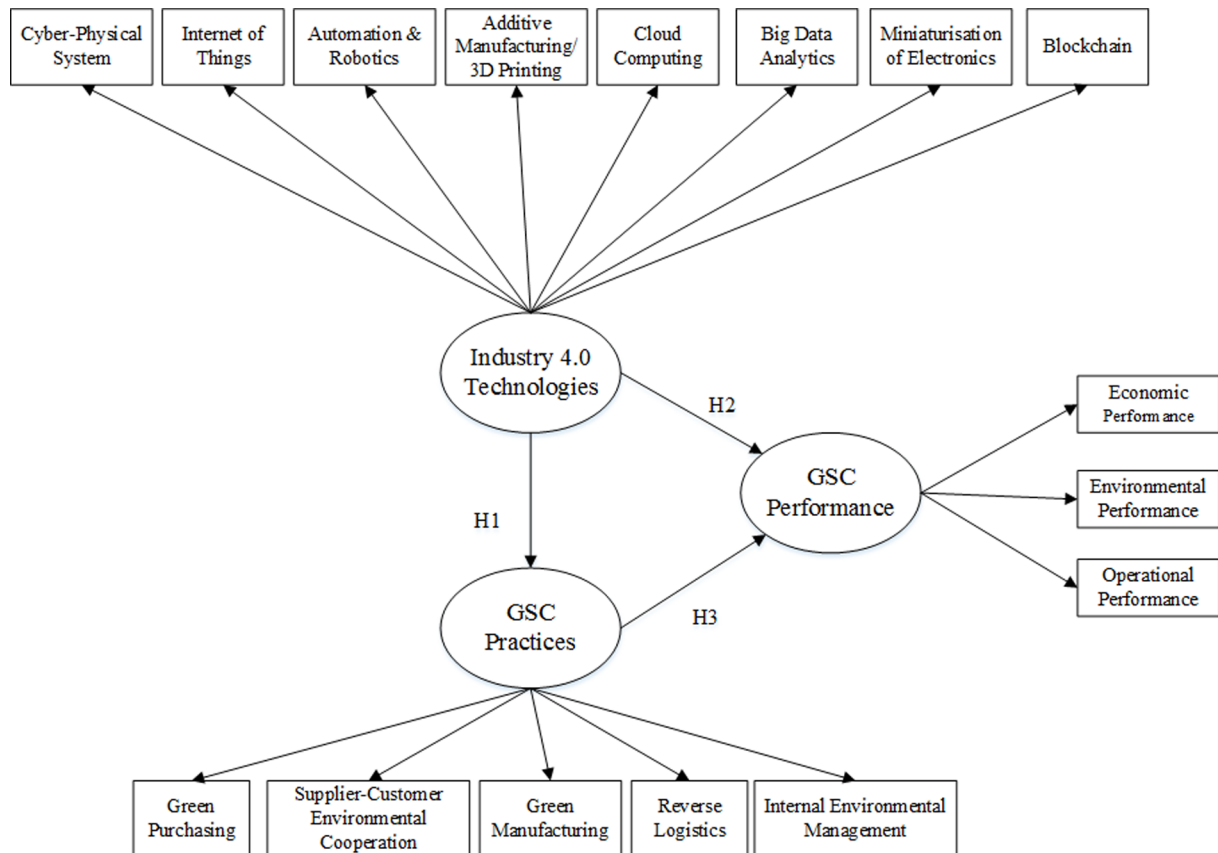 Cyber-Physical
System
Internet of
Things
Automation &
Robotics
Additive
Manufacturing/
3D Printing
Cloud
Computing
Big Data
Analytics
Miniaturisation
of Electronics
Blockchain
Industry 4.0
Technologies
H2
Economic
Performance
GSC
Performance
Environmental
Performance
H1
Operational
Performance
GSC
Practices
H3
Green
Purchasing
Supplier-Customer
Environmental
Cooperation
Green
Manufacturing
Reverse
Logistics
Internal Environmental
Management